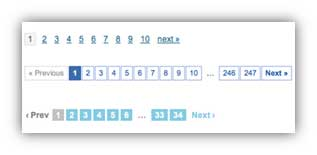 1 2 3 4 5 6 7 8 9 10 next »
« Previous 1 2 3 4 5 6 7 8 9 10 … 246 247 Next »
‹ Prev 1 2 3 4 5 6 … 33 34 Next ›